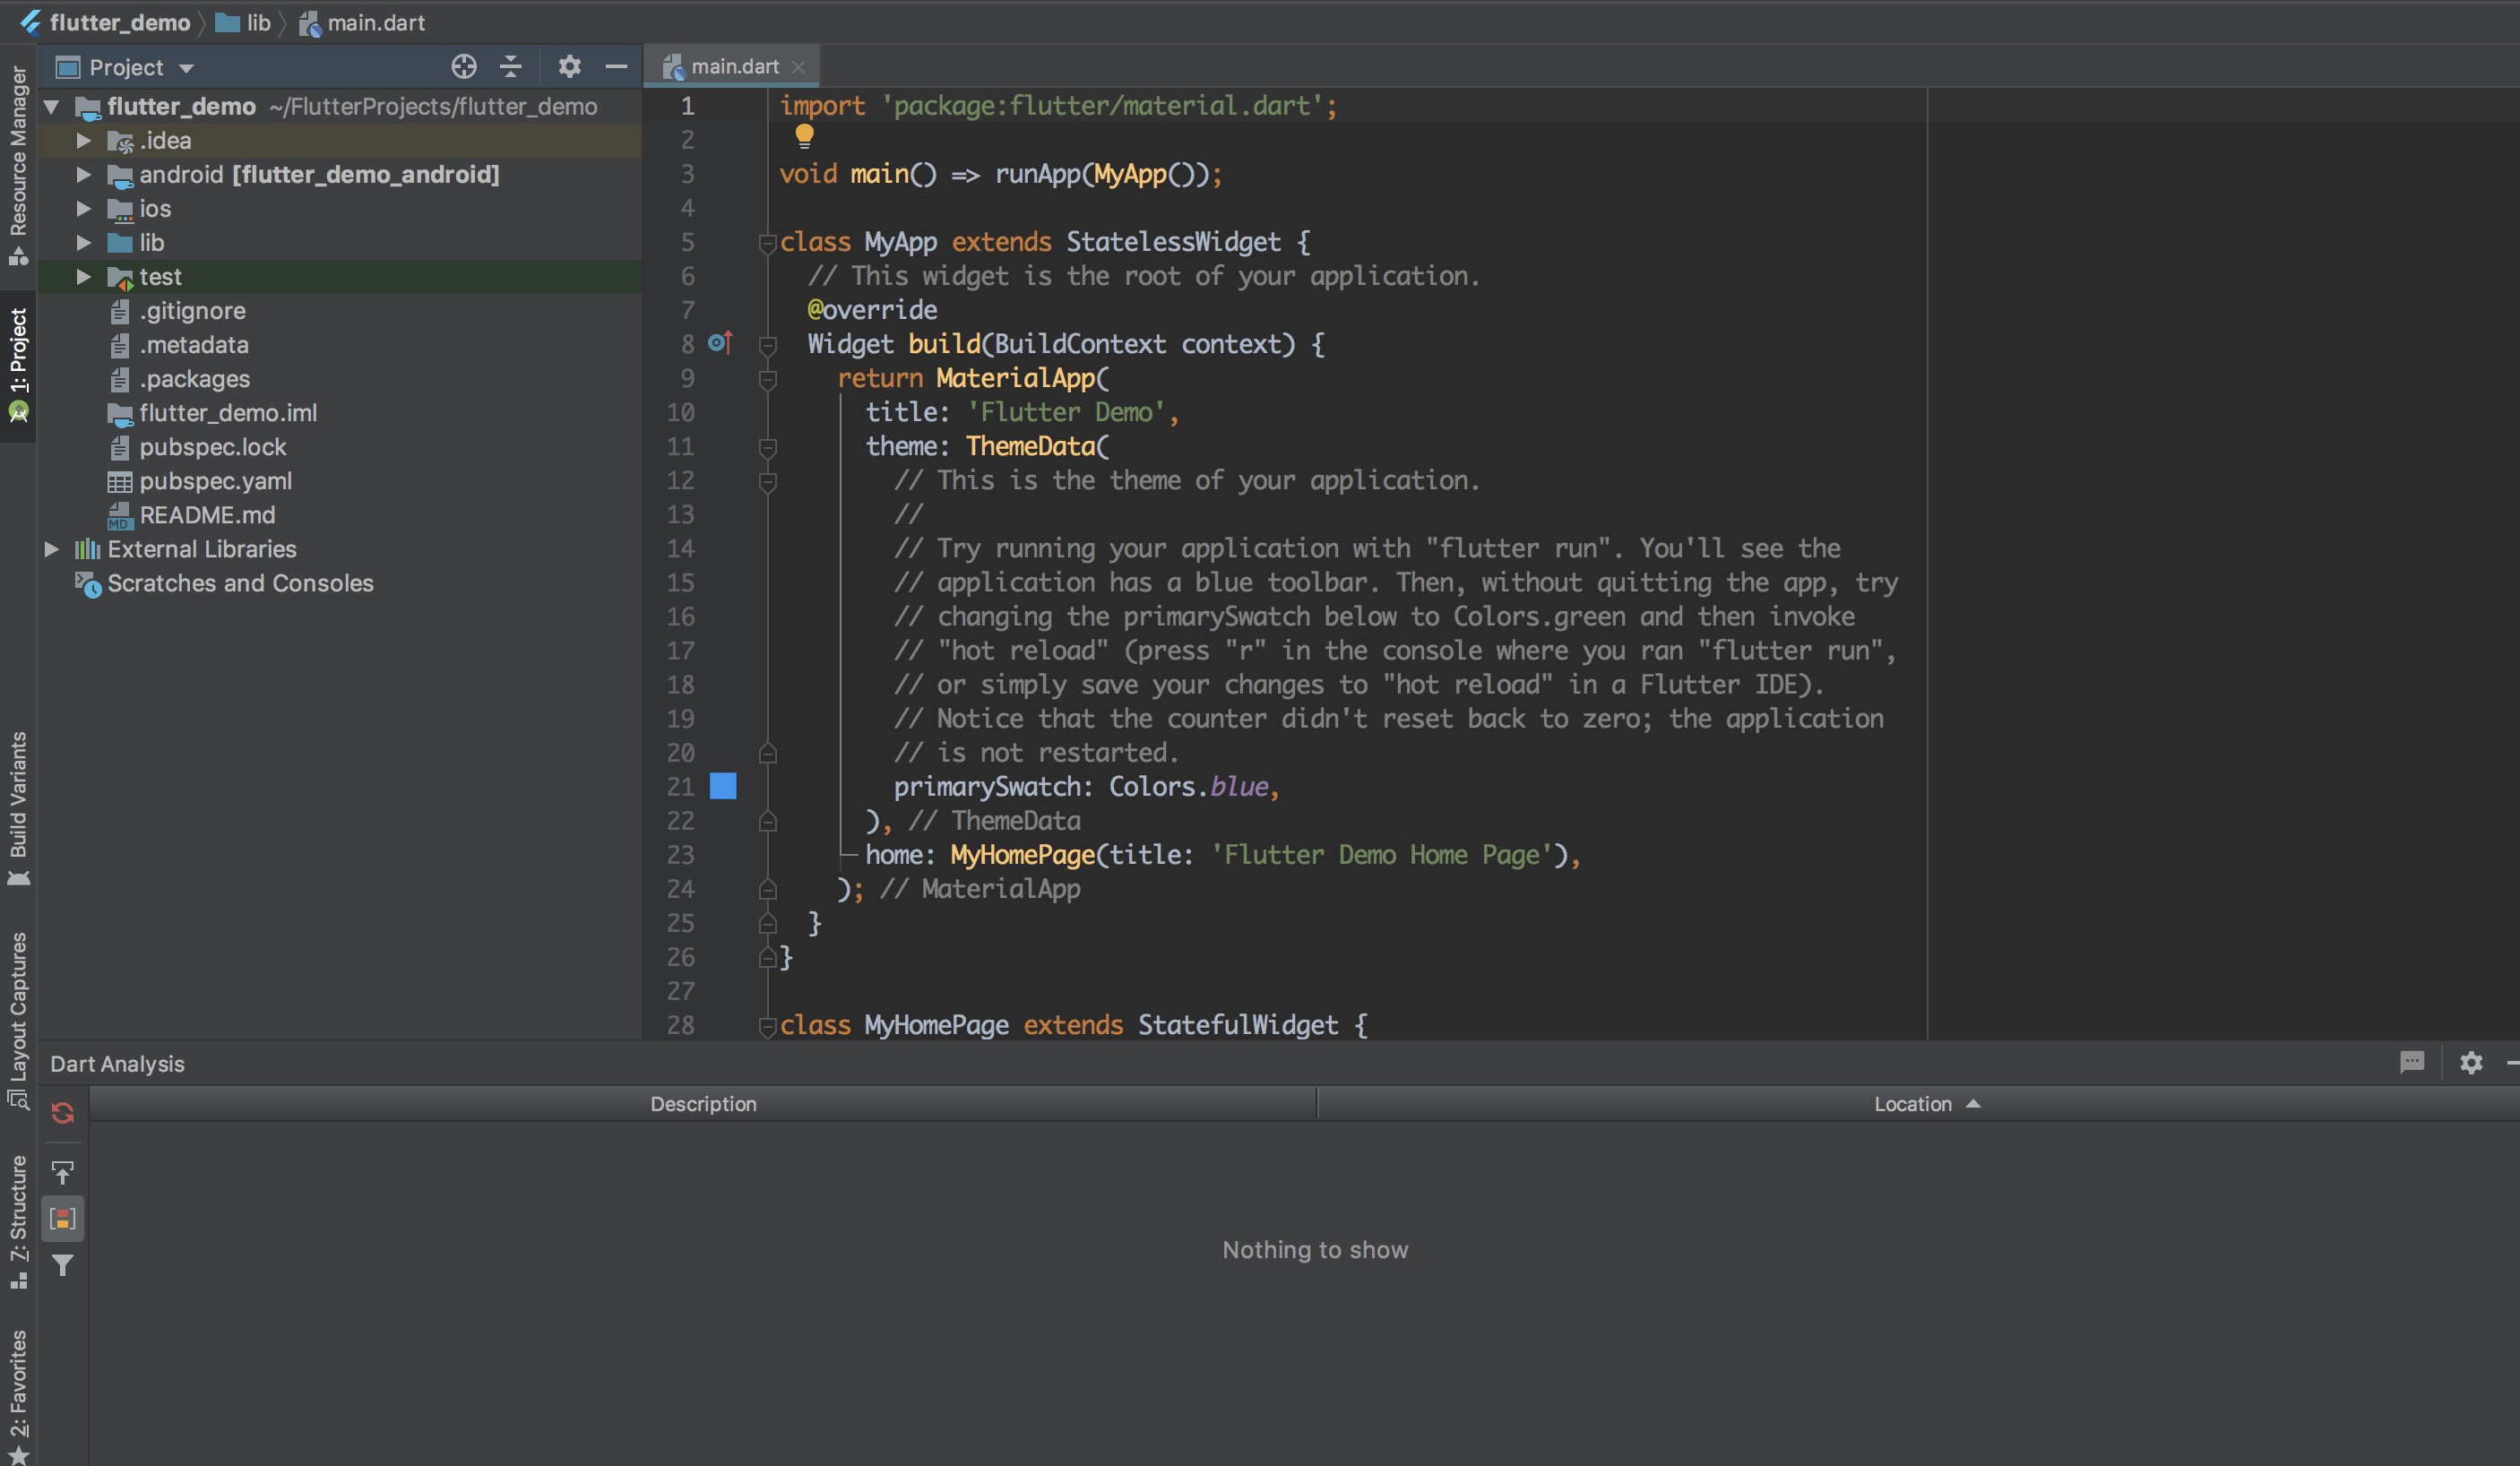 flutter_demo lib main.dart
Resource Manager
1: Project
Build Variants
Layout Captures
7: Structure
2: Favorites
Project
flutter_demo ~/FlutterProjects/flutter_demo
.idea
android [flutter_demo_android]
ios
lib
test
.gitignore
.metadata
.packages
flutter_demo.iml
pubspec.lock
pubspec.yaml
MD README.md
External Libraries
Scratches and Consoles
main.dart
1 import 'package:flutter/material.dart';
2
3 void main() => runApp(MyApp());
4
5 class MyApp extends StatelessWidget {
6 // This widget is the root of your application.
7 @override
8 Widget build(BuildContext context) {
9 return MaterialApp(
10 title: 'Flutter Demo',
11 theme: ThemeData(
12 // This is the theme of your application.
13 //
14 // Try running your application with "flutter run". You'll see the
15 // application has a blue toolbar. Then, without quitting the app, try
16 // changing the primarySwatch below to Colors.green and then invoke
17 // "hot reload" (press "r" in the console where you ran "flutter run",
18 // or simply save your changes to "hot reload" in a Flutter IDE).
19 // Notice that the counter didn't reset back to zero; the application
20 // is not restarted.
21 primarySwatch: Colors.blue,
22 ), // ThemeData
23 home: MyHomePage(title: 'Flutter Demo Home Page'),
24 ); // MaterialApp
25 }
26 }
27
28 class MyHomePage extends StatefulWidget {
Dart Analysis
Description Location
Nothing to show